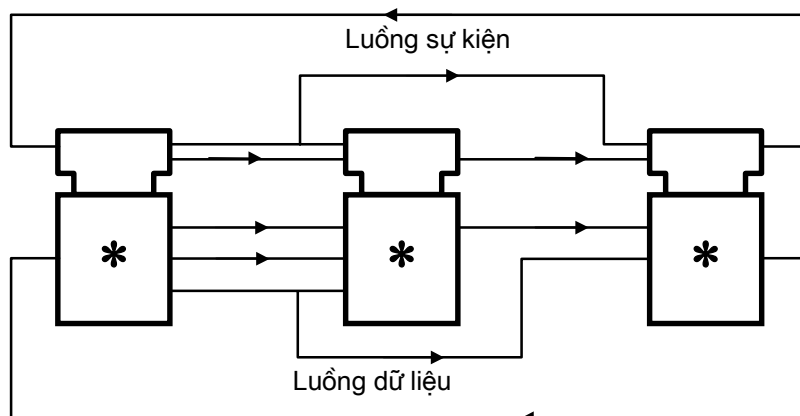 Luồng sự kiện
* * *
Luồng dữ liệu